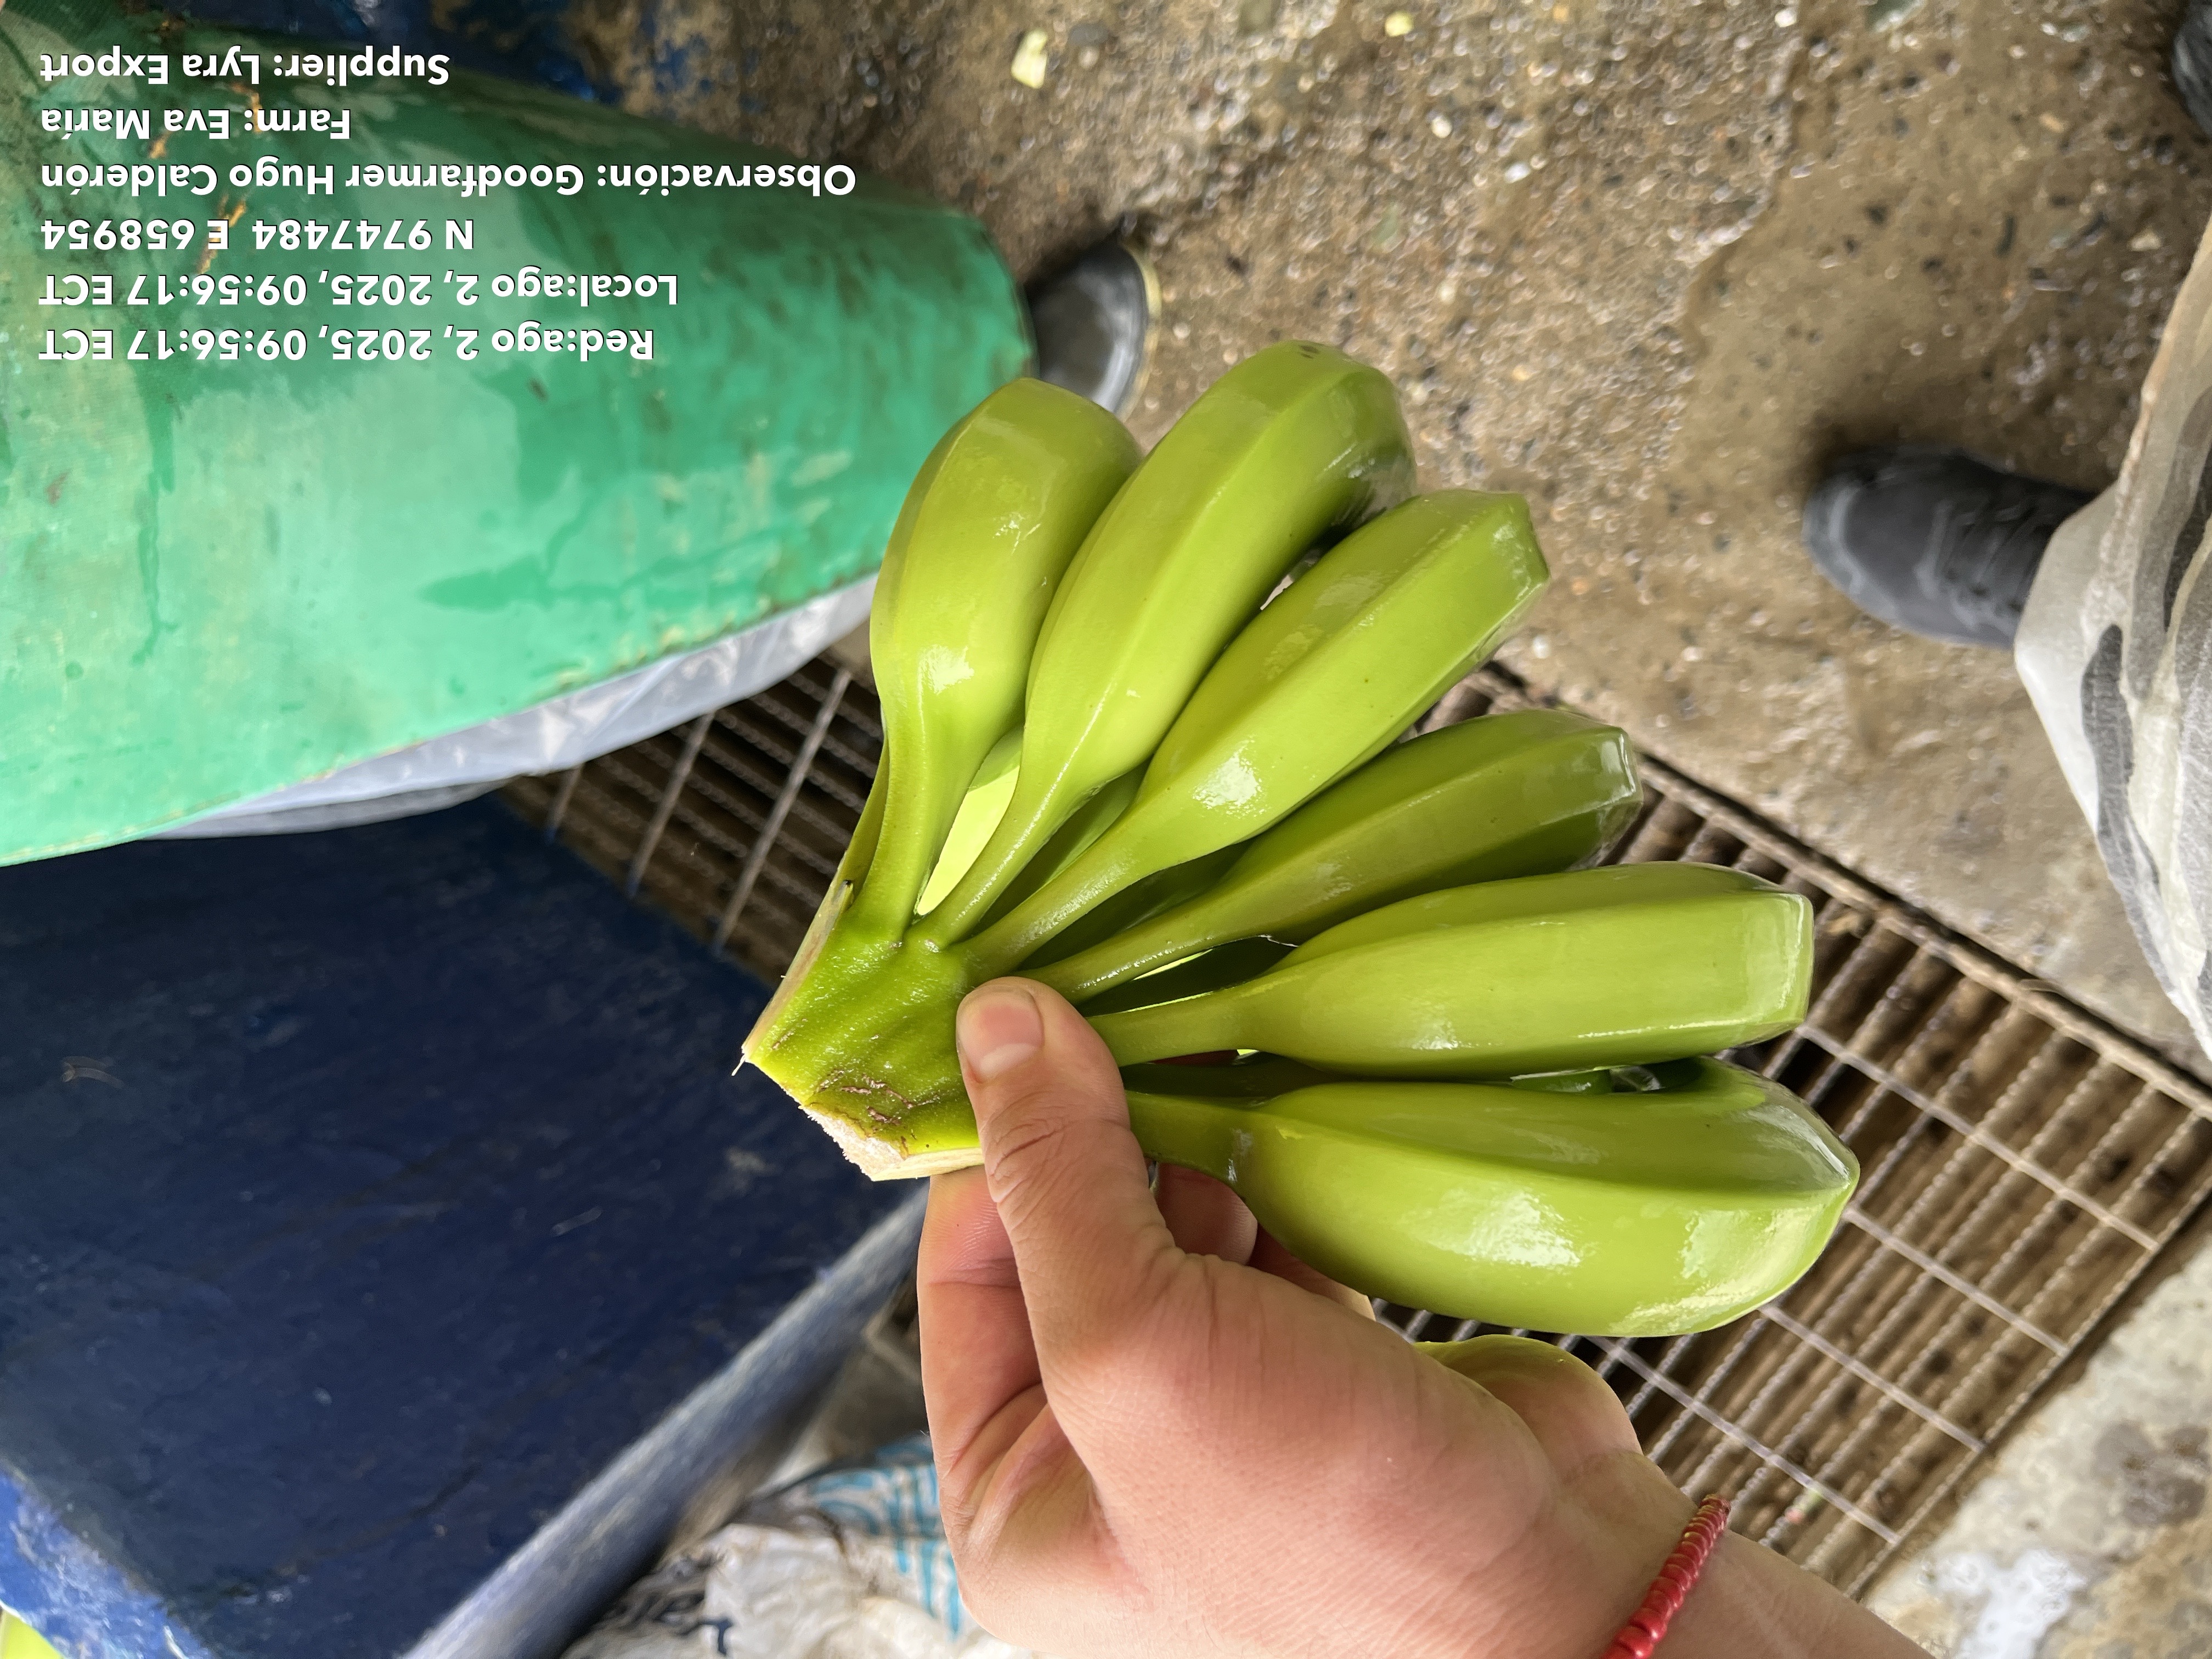 Red:ago 2, 2025, 09:56:17 ECT
Local:ago 2, 2025, 09:56:17 ECT
N 9747484 E 658954
Observación: Goodfarmer Hugo Calderón
Farm: Eva María
Supplier: Lyra Export